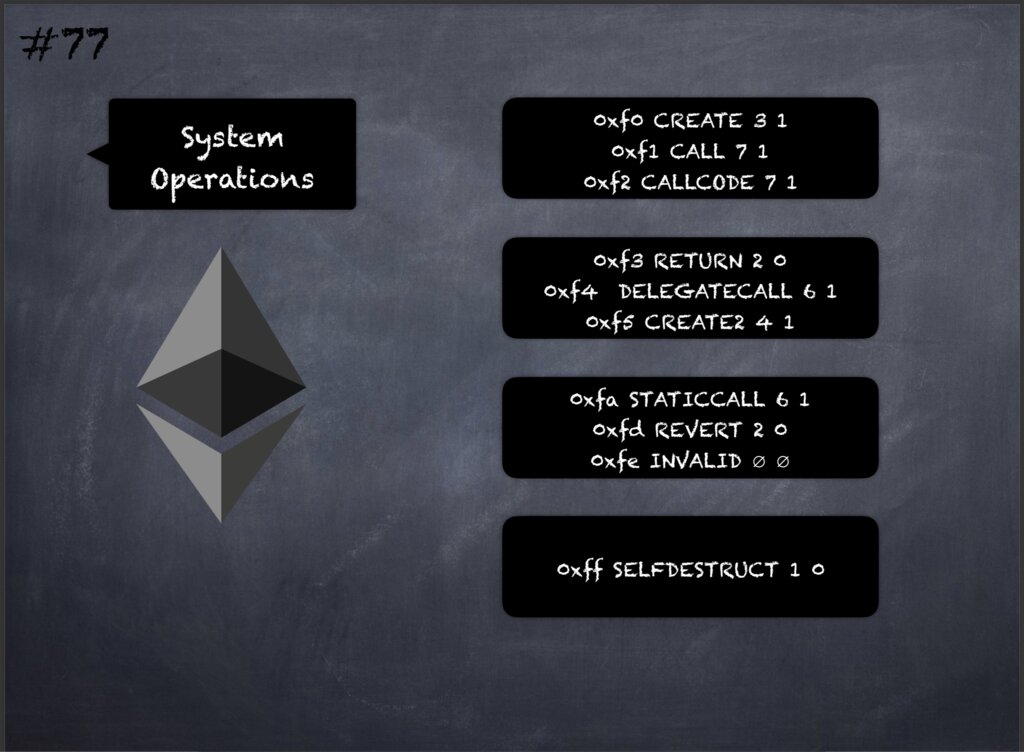 #77
System
Operations
0xf0 CREATE 3 1
0xf1 CALL 7 1
0xf2 CALLCODE 7 1
0xf3 RETURN 2 0
0xf4 DELEGATECALL 6 1
0xf5 CREATE2 4 1
0xfa STATICCALL 6 1
0xfd REVERT 2 0
0xfe INVALID ∅ ∅
0xff SELFDESTRUCT 1 0